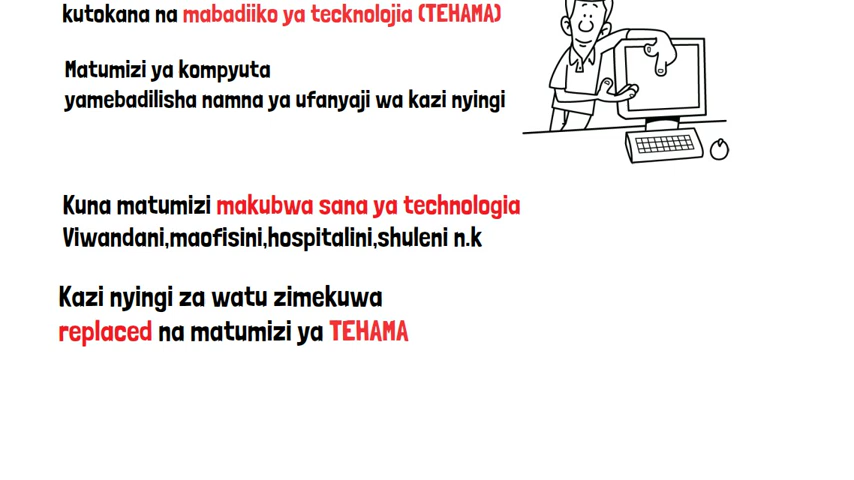 kutokana na mabadiiko ya tecknolojia (TEHAMA)
Matumizi ya kompyuta
yamebadilisha namna ya ufanyaji wa kazi nyingi
Kuna matumizi makubwa sana ya technologia
Viwandani,maofisini,hospitalini,shuleni n.k
Kazi nyingi za watu zimekuwa
replaced na matumizi ya TEHAMA